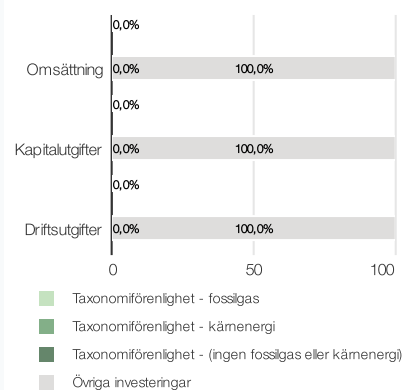 0,0%
Omsättning 0,0% 100,0%
0,0%
Kapitalutgifter 0,0% 100,0%
0,0%
Driftsutgifter 0,0% 100,0%
0 50 100
Taxonomiförenlighet - fossilgas
Taxonomiförenlighet - kärnenergi
Taxonomiförenlighet - (ingen fossilgas eller kärnenergi)
Övriga investeringar